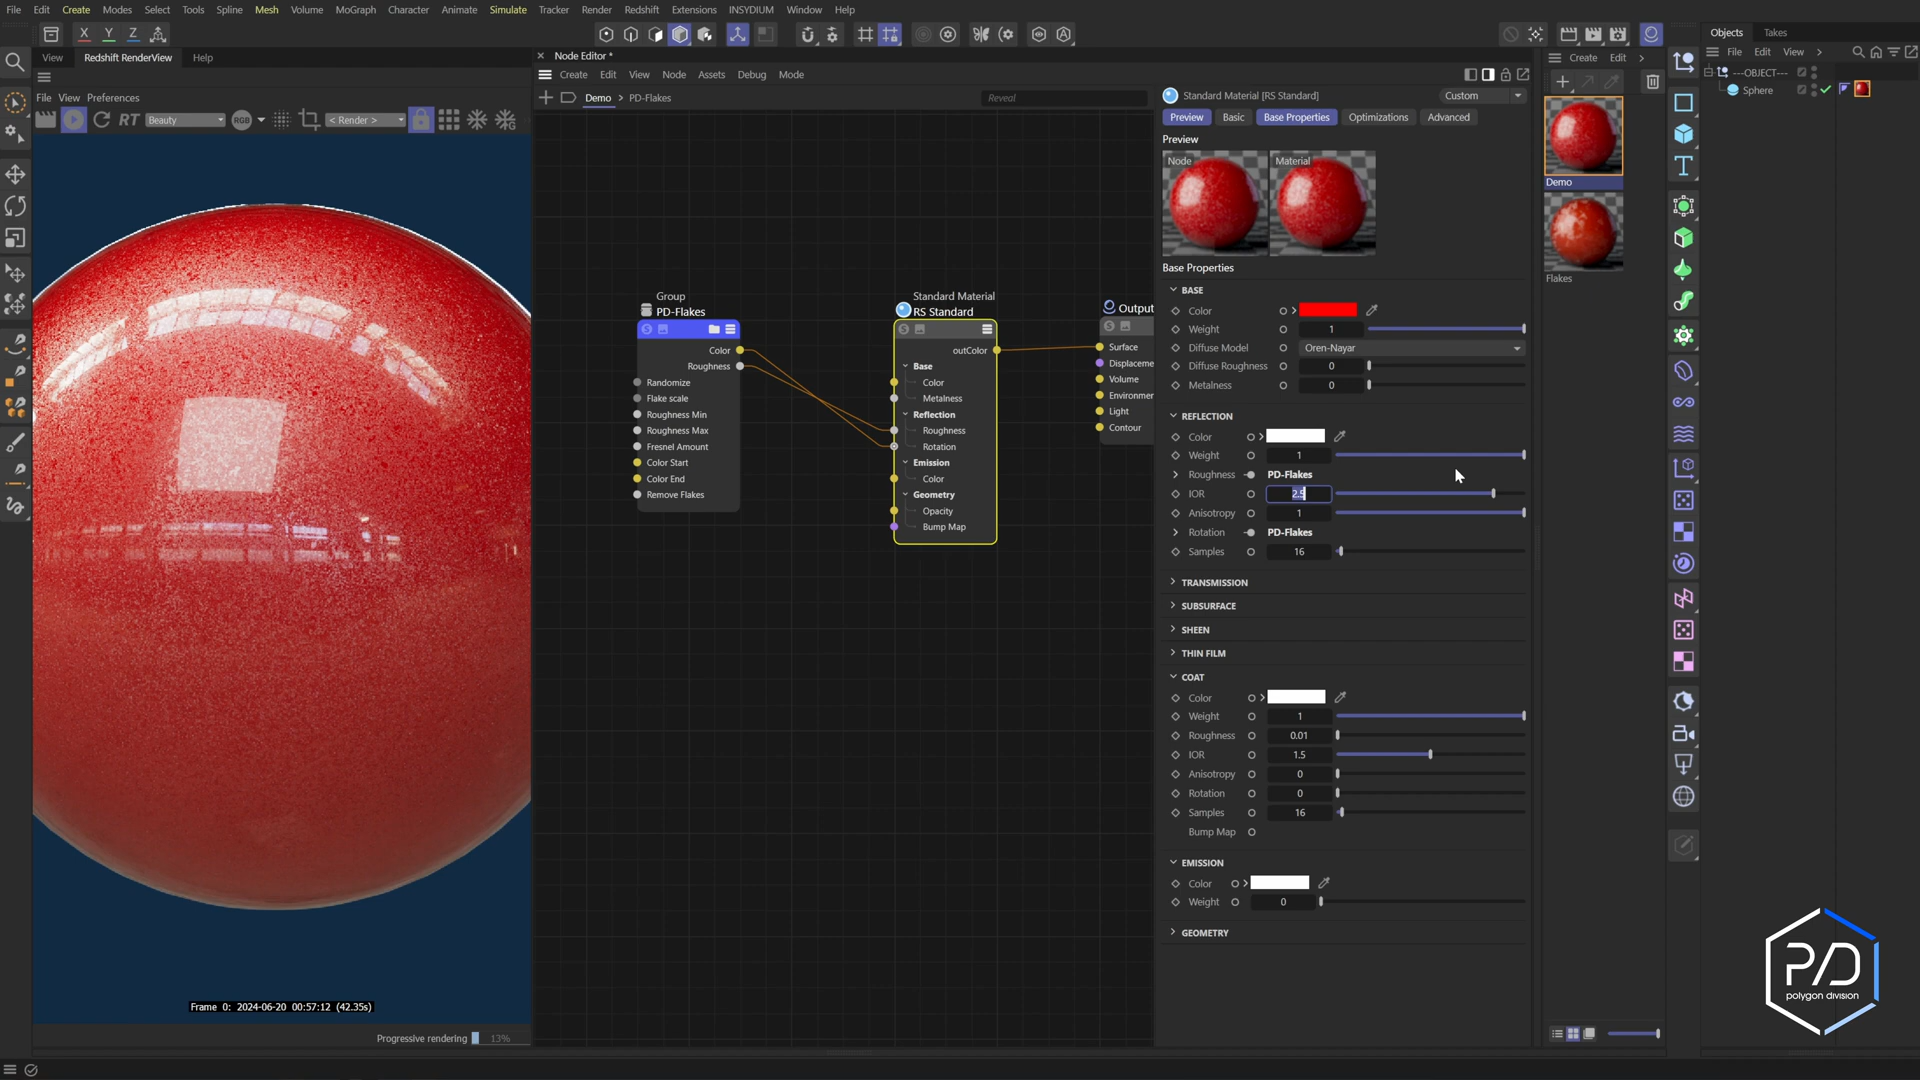 File Edit Create Modes Select Tools Spline Mesh Volume MoGraph Character Animate Simulate Tracker Render Redshift Extensions INSYDIUM Window Help
X Y Z
View Redshift RenderView Help
File View Preferences
RT Beauty RGB < Render >
Frame 0: 2024-06-20 00:57:12 (42.35s)
Progressive rendering 13%
Node Editor *
Create Edit View Node Assets Debug Mode
Demo > PD-Flakes Reveal
Group
PD-Flakes
Color
Roughness
Randomize
Flake scale
Roughness Min
Roughness Max
Fresnel Amount
Color Start
Color End
Remove Flakes
Standard Material
RS Standard
outColor
Base
Color
Metalness
Reflection
Roughness
Rotation
Emission
Color
Geometry
Opacity
Bump Map
Output
Surface
Displaceme
Volume
Environmer
Light
Contour
Standard Material [RS Standard] Custom
Preview Basic Base Properties Optimizations Advanced
Preview
Node Material
Base Properties
BASE
Color
Weight 1
Diffuse Model Oren-Nayar
Diffuse Roughness 0
Metalness 0
REFLECTION
Color
Weight 1
Roughness PD-Flakes
IOR 2.5
Anisotropy 1
Rotation PD-Flakes
Samples 16
TRANSMISSION
SUBSURFACE
SHEEN
THIN FILM
COAT
Color
Weight 1
Roughness 0.01
IOR 1.5
Anisotropy 0
Rotation 0
Samples 16
Bump Map
EMISSION
Color
Weight 0
GEOMETRY
Create Edit
Demo
Flakes
Objects Takes
File Edit View
---OBJECT---
Sphere
P/D
polygon division